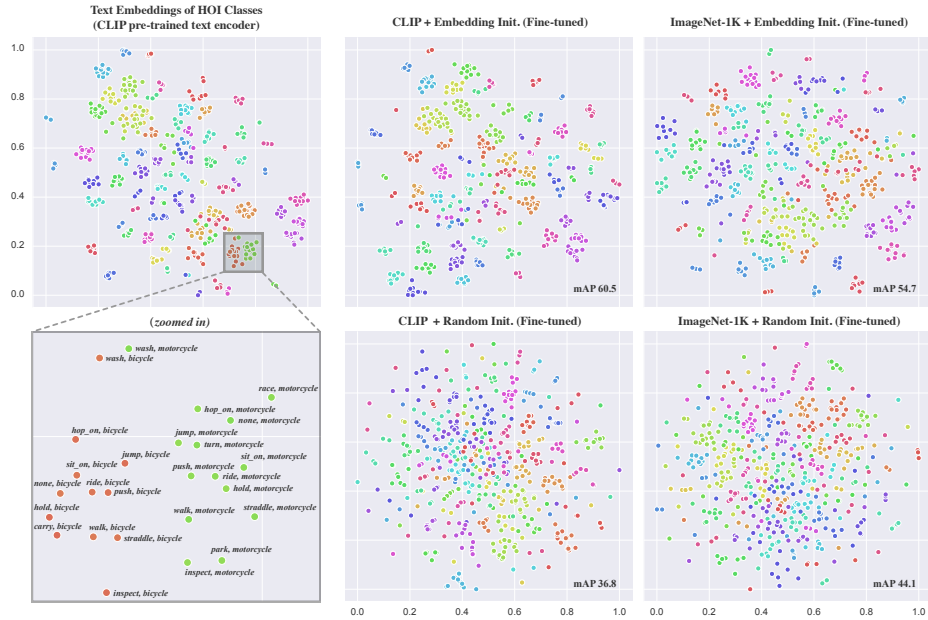 Text Embeddings of HOI Classes
(CLIP pre-trained text encoder)
CLIP + Embedding Init. (Fine-tuned)
ImageNet-1K + Embedding Init. (Fine-tuned)
1.0
0.8
0.6
0.4
0.2
0.0
mAP 60.5
mAP 54.7
(zoomed in)
CLIP + Random Init. (Fine-tuned)
ImageNet-1K + Random Init. (Fine-tuned)
wash, motorcycle
wash, bicycle
race, motorcycle
hop_on, motorcycle
none, motorcycle
hop_on, bicycle
jump, motorcycle
turn, motorcycle
jump, bicycle
sit_on, motorcycle
sit_on, bicycle
push, motorcycle
ride, motorcycle
none, bicycle
ride, bicycle
push, bicycle
hold, motorcycle
hold, bicycle
walk, motorcycle
straddle, motorcycle
carry, bicycle
walk, bicycle
straddle, bicycle
park, motorcycle
inspect, motorcycle
inspect, bicycle
mAP 36.8
mAP 44.1
0.0 0.2 0.4 0.6 0.8 1.0
0.0 0.2 0.4 0.6 0.8 1.0